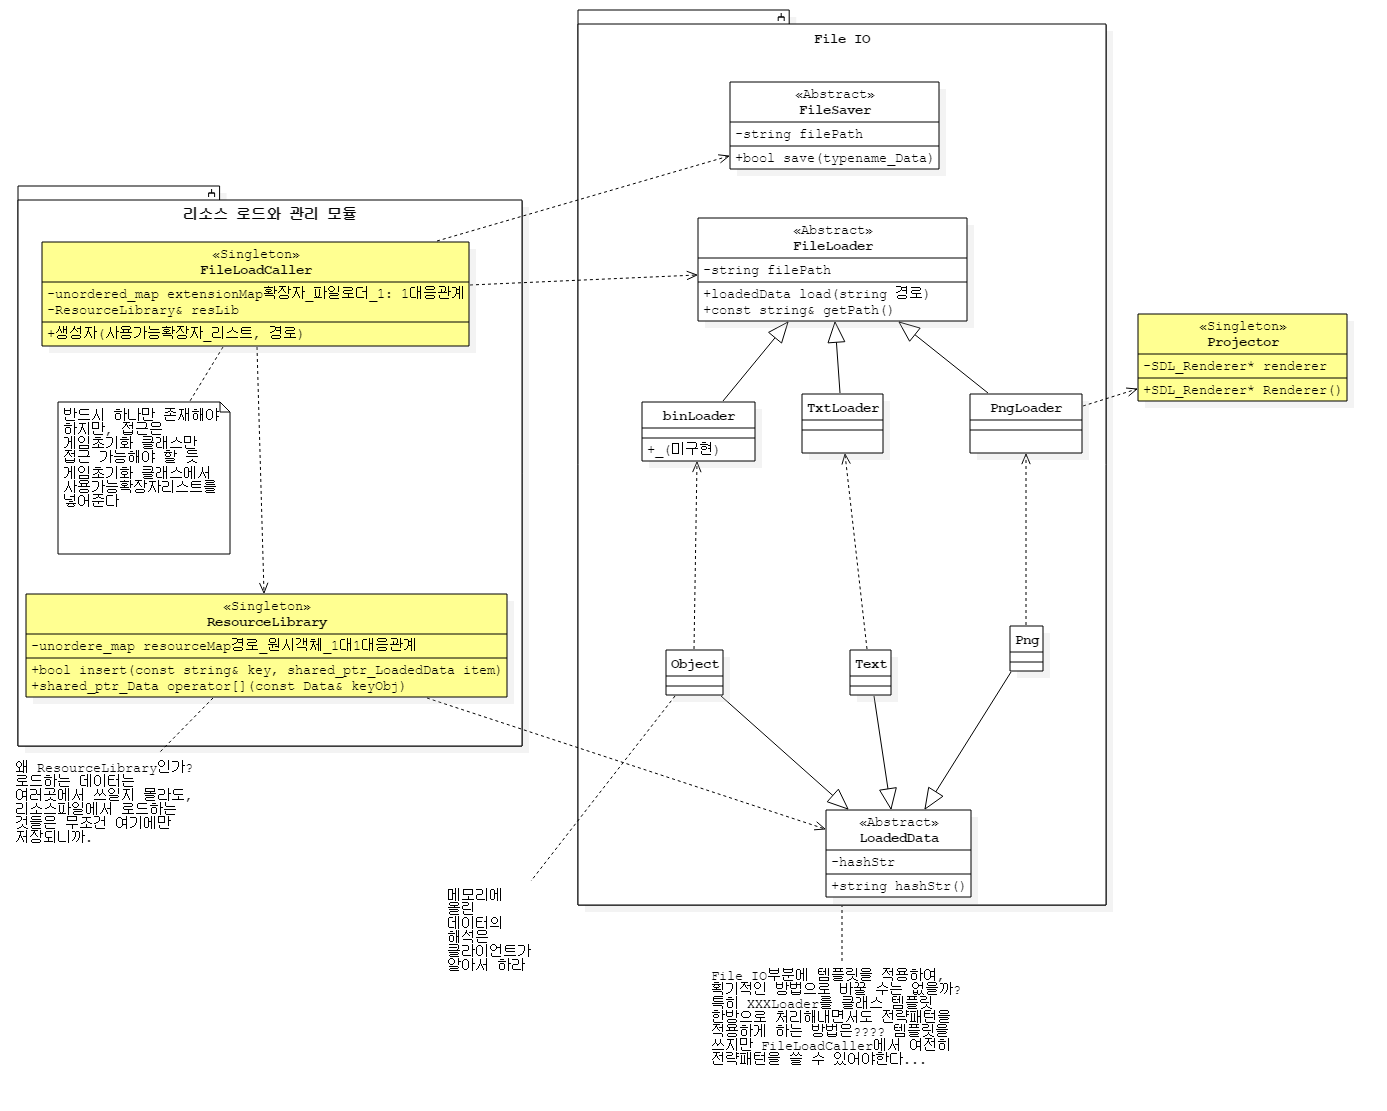 File IO
«Abstract»
FileSaver
-string filePath
+bool save(typename_Data)
리소스 로드와 관리 모듈
«Singleton»
FileLoadCaller
-unordered_map extensionMap확장자_파일로더_1: 1대응관계
-ResourceLibrary& resLib
+생성자(사용가능확장자_리스트, 경로)
«Abstract»
FileLoader
-string filePath
+loadedData load(string 경로)
+const string& getPath()
«Singleton»
Projector
-SDL_Renderer* renderer
+SDL_Renderer* Renderer()
반드시 하나만 존재해야
하지만, 접근은
게임초기화 클래스만
접근 가능해야 할 듯
게임초기화 클래스에서
사용가능확장자리스트를
넣어준다
binLoader
+_(미구현)
TxtLoader
PngLoader
«Singleton»
ResourceLibrary
-unordere_map resourceMap경로_원시객체_1대1대응관계
+bool insert(const string& key, shared_ptr_LoadedData item)
+shared_ptr_Data operator[](const Data& keyObj)
Object
Text
Png
왜 ResourceLibrary인가?
로드하는 데이터는
여러곳에서 쓰일지 몰라도,
리소스파일에서 로드하는
것들은 무조건 여기에만
저장되니까.
«Abstract»
LoadedData
-hashStr
+string hashStr()
메모리에
올린
데이터의
해석은
클라이언트가
알아서 하라
File IO부분에 템플릿을 적용하여,
획기적인 방법으로 바꿀 수는 없을까?
특히 XXXLoader를 클래스 템플릿
한방으로 처리해내면서도 전략패턴을
적용하게 하는 방법은???? 템플릿을
쓰지만 FileLoadCaller에서 여전히
전략패턴을 쓸 수 있어야한다...